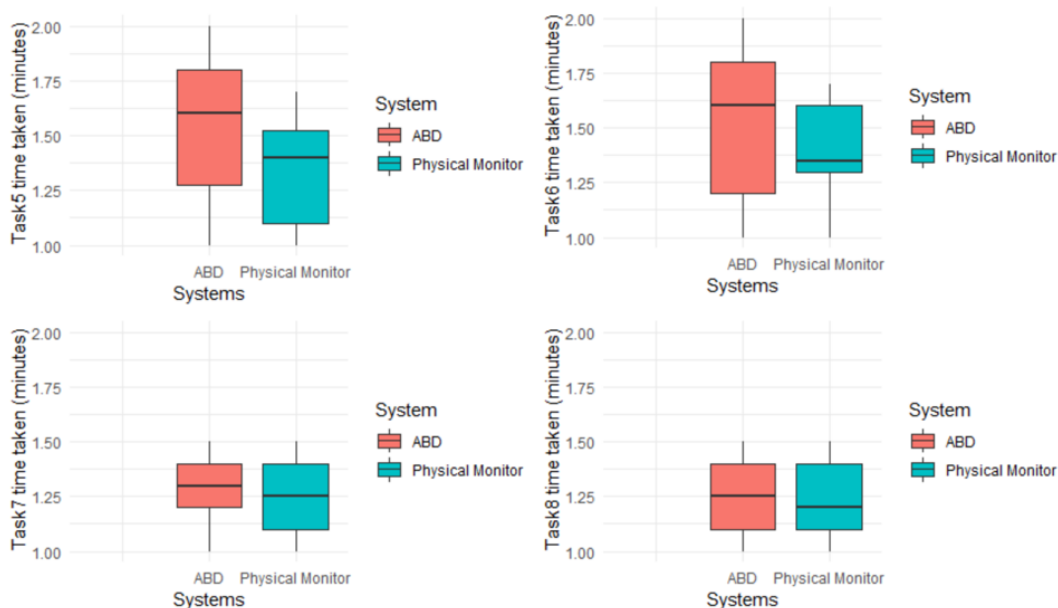 Task5 time taken (minutes)
2.00
1.75
1.50
1.25
1.00
ABD Physical Monitor
Systems
System
ABD
Physical Monitor
Task6 time taken (minutes)
2.00
1.75
1.50
1.25
1.00
ABD Physical Monitor
Systems
System
ABD
Physical Monitor
Task7 time taken (minutes)
2.00
1.75
1.50
1.25
1.00
ABD Physical Monitor
Systems
System
ABD
Physical Monitor
Task8 time taken (minutes)
2.00
1.75
1.50
1.25
1.00
ABD Physical Monitor
Systems
System
ABD
Physical Monitor